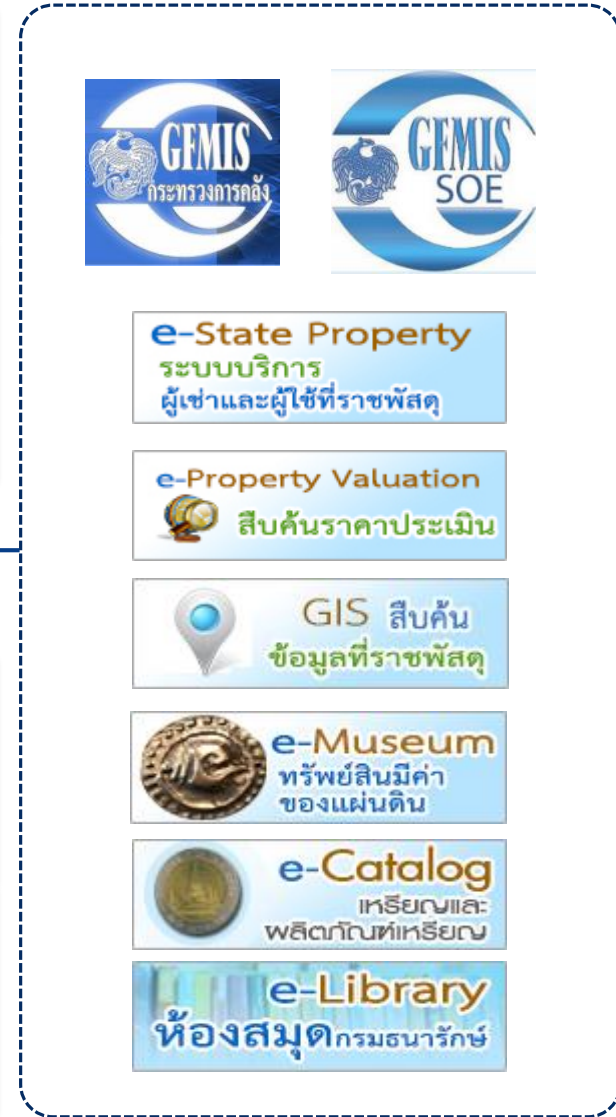 GFMIS
กระทรวงการคลัง
GFMIS
SOE
e-State Property
ระบบบริการ
ผู้เช่าและผู้ใช้ที่ราชพัสดุ
e-Property Valuation
สืบค้นราคาประเมิน
GIS สืบค้น
ข้อมูลที่ราชพัสดุ
e-Museum
ทรัพย์สินมีค่า
ของแผ่นดิน
e-Catalog
เหรียญและ
ผลิตภัณฑ์เหรียญ
e-Library
ห้องสมุดกรมธนารักษ์